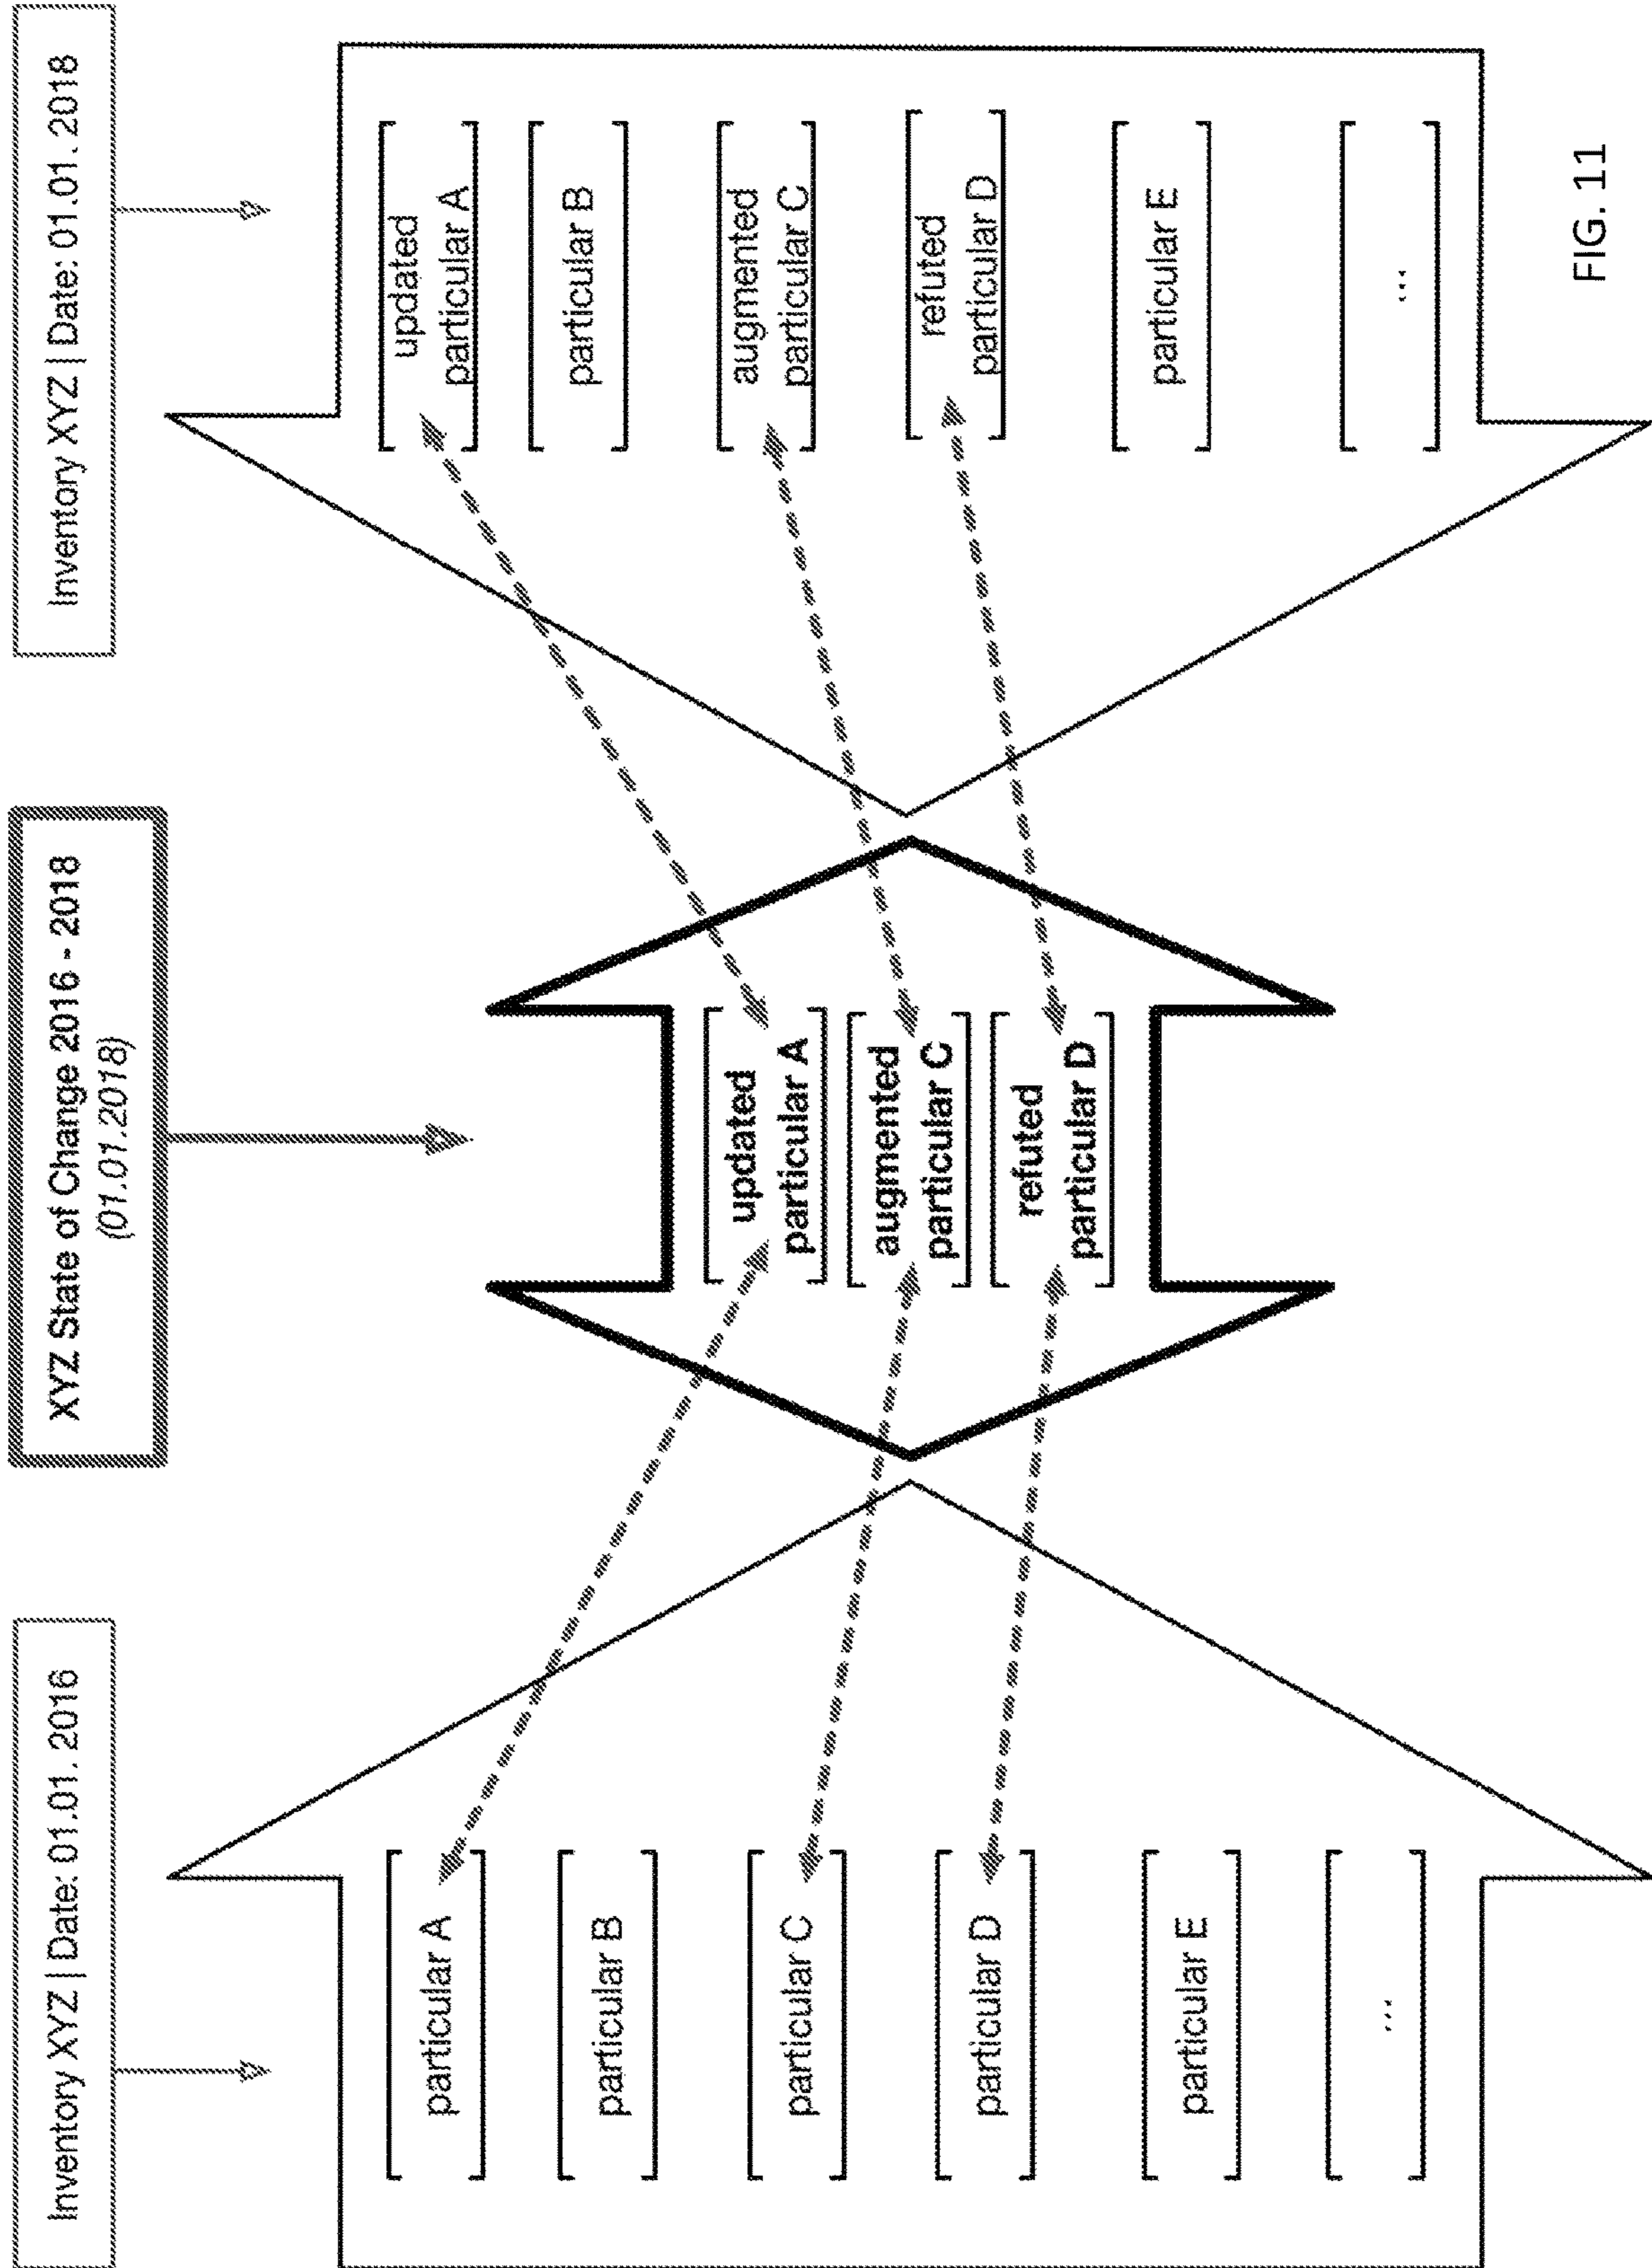 Inventory XYZ | Date: 01.01. 2016
particular A
particular B
particular C
particular D
particular E
...
XYZ State of Change 2016 - 2018
(01.01.2018)
updated
particular A
augmented
particular C
refuted
particular D
Inventory XYZ | Date: 01.01. 2018
updated
particular A
particular B
augmented
particular C
refuted
particular D
particular E
...
FIG. 11